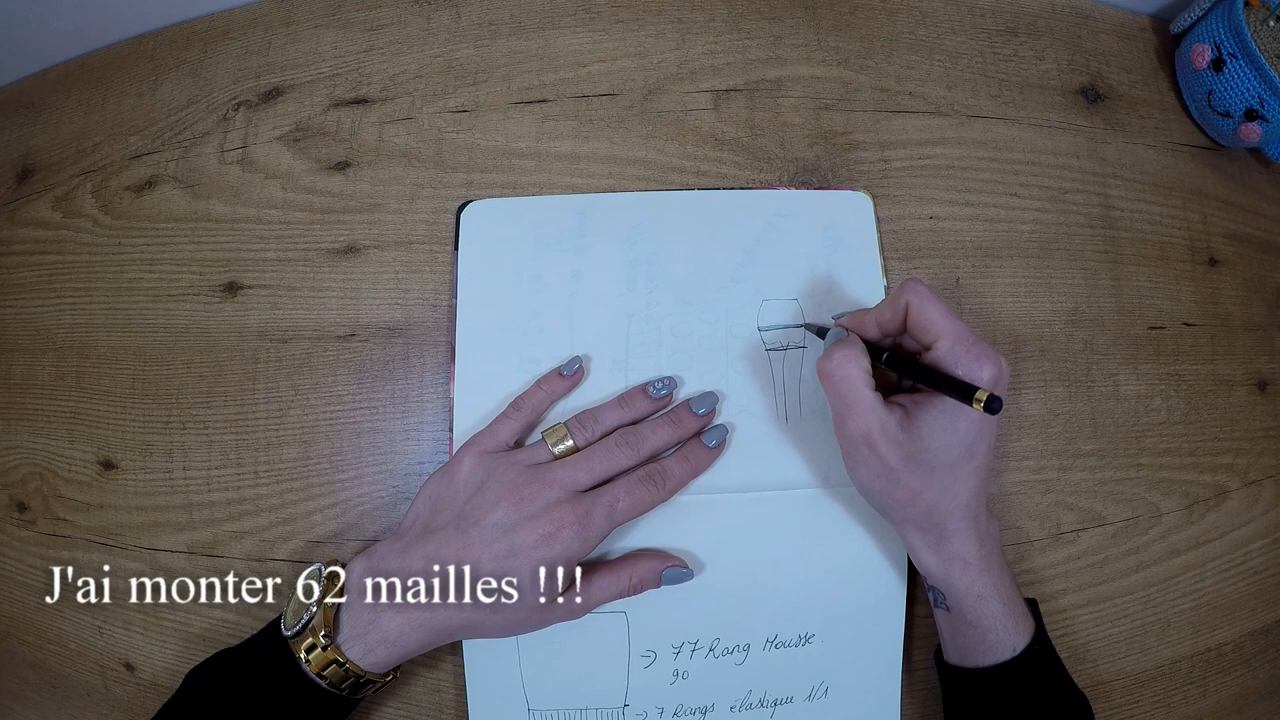 J'ai monter 62 mailles !!!
-> 77 Rang Mousse.
90
-> 7 Rangs élastique 1/1